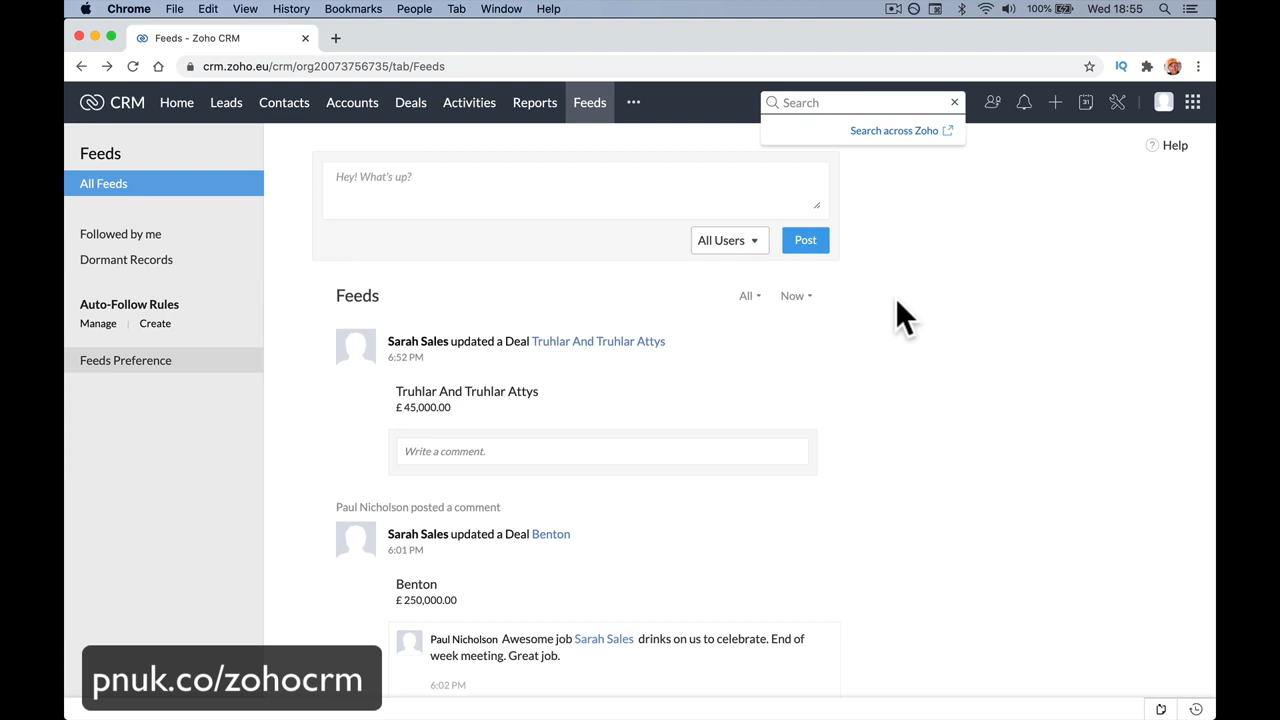 Chrome File Edit View History Bookmarks People Tab Window Help 100% Wed 18:55
Feeds - Zoho CRM
crm.zoho.eu/crm/org20073756735/tab/Feeds IQ
CRM Home Leads Contacts Accounts Deals Activities Reports Feeds ••• Search 31
Search across Zoho
Help
Feeds
All Feeds
Followed by me
Dormant Records
Auto-Follow Rules
Manage | Create
Feeds Preference
Hey! What's up?
All Users Post
Feeds All Now
Sarah Sales updated a Deal Truhlar And Truhlar Attys
6:52 PM
Truhlar And Truhlar Attys
£ 45,000.00
Write a comment.
Paul Nicholson posted a comment
Sarah Sales updated a Deal Benton
6:01 PM
Benton
£ 250,000.00
Paul Nicholson Awesome job Sarah Sales drinks on us to celebrate. End of
week meeting. Great job.
6:02 PM
pnuk.co/zohocrm